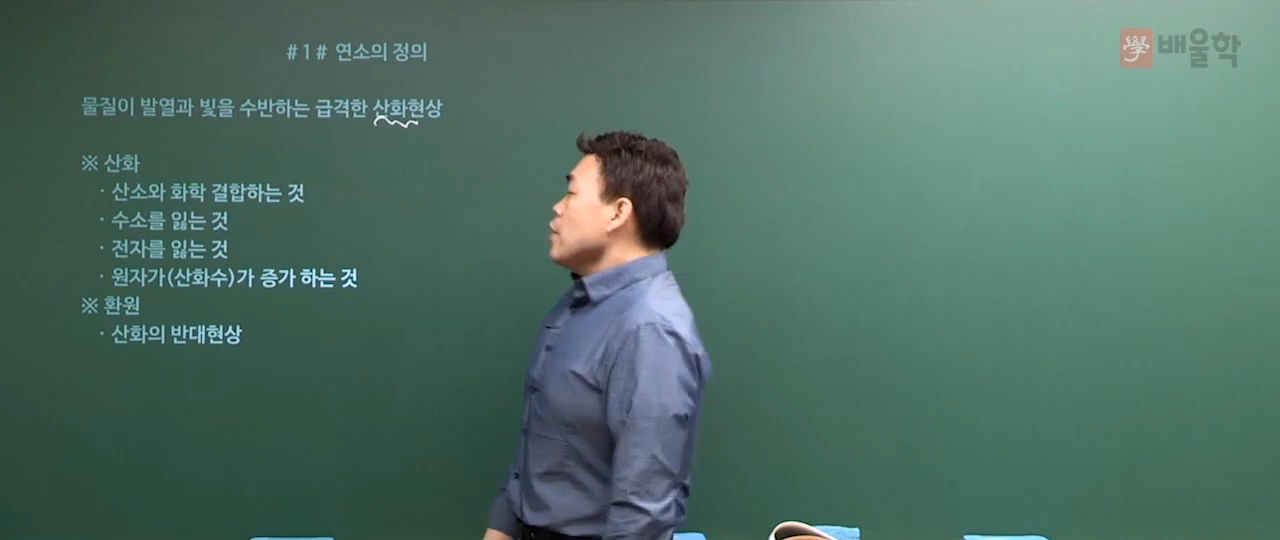 #1# 연소의 정의
學 배울학
물질이 발열과 빛을 수반하는 급격한 산화현상
※ 산화
· 산소와 화학 결합하는 것
· 수소를 잃는 것
· 전자를 잃는 것
· 원자가(산화수)가 증가 하는 것
※ 환원
· 산화의 반대현상